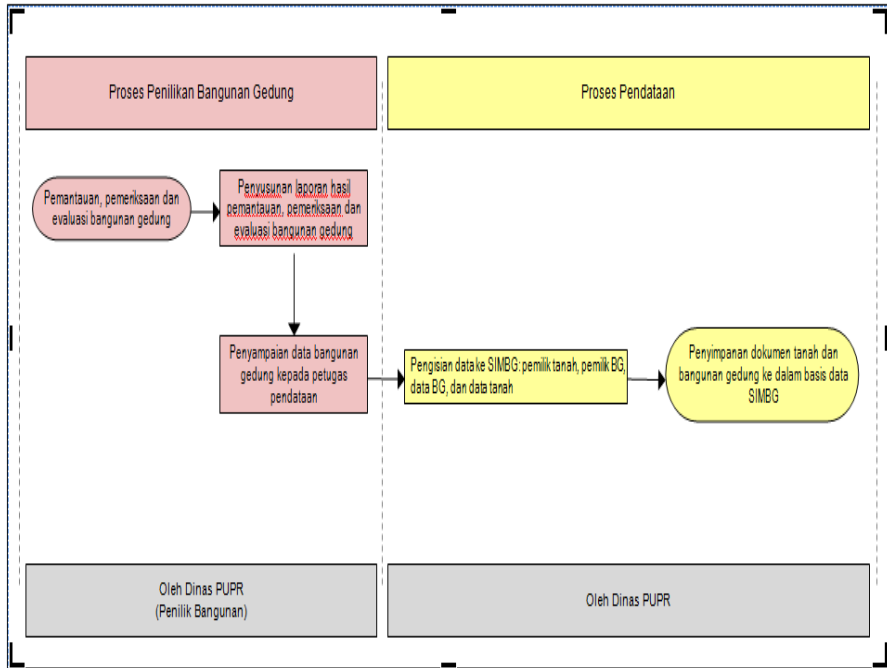 Proses Penilikan Bangunan Gedung
Proses Pendataan
Pemantauan, pemeriksaan dan
evaluasi bangunan gedung
Penyusunan laporan hasil
pemantauan, pemeriksaan dan
evaluasi bangunan gedung
Penyampaian data bangunan
gedung kepada petugas
pendataan
Pengisian data ke SIMBG: pemilik tanah, pemilik BG,
data BG, dan data tanah
Penyimpanan dokumen tanah dan
bangunan gedung ke dalam basis data
SIMBG
Oleh Dinas PUPR
(Penilik Bangunan)
Oleh Dinas PUPR